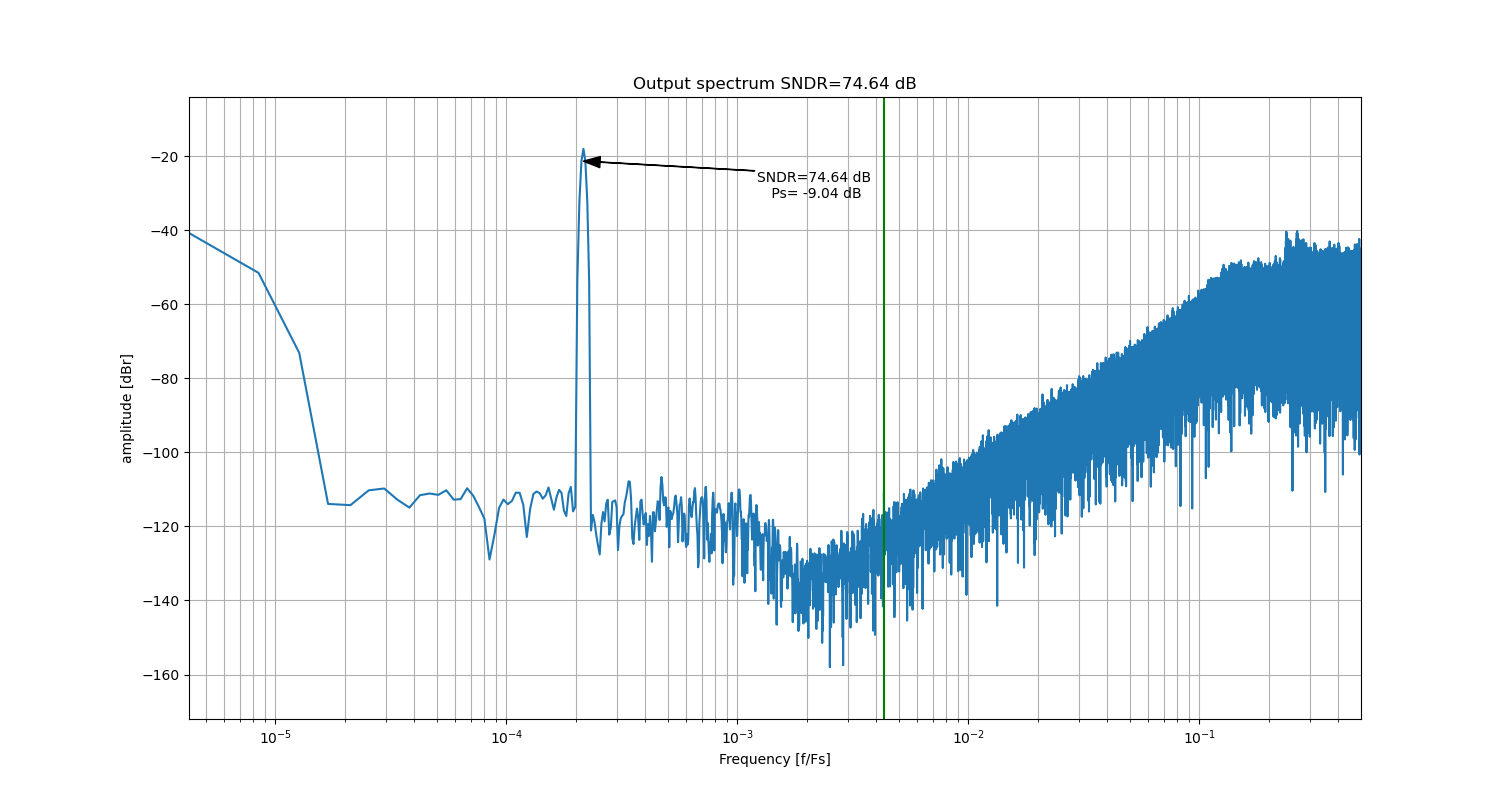 Output spectrum SNDR=74.64 dB
−20
−40
−60
−80
−100
−120
−140
−160
amplitude [dBr]
SNDR=74.64 dB
Ps= -9.04 dB
10⁻⁵
10⁻⁴
10⁻³
10⁻²
10⁻¹
Frequency [f/Fs]